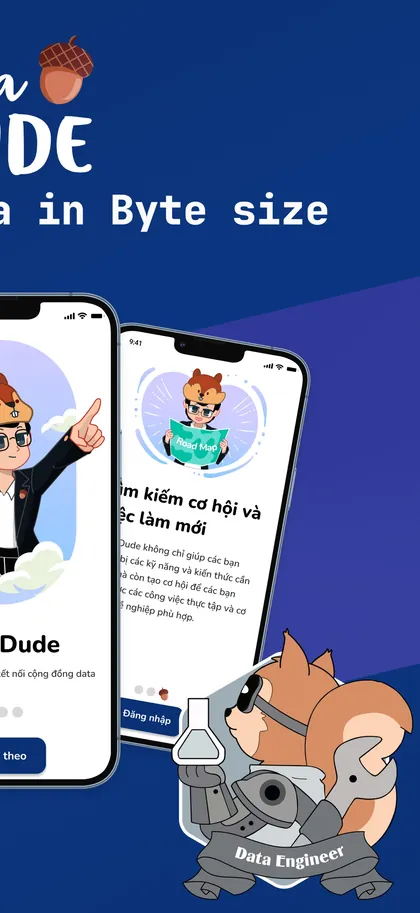 a
DE
a in Byte size
9:41
Road Map
m kiếm cơ hội và
ệc làm mới
Dude không chỉ giúp các bạn
bị các kỹ năng và kiến thức cần
à còn tạo cơ hội để các bạn
c các công việc thực tập và cơ
nghiệp phù hợp.
Đăng nhập
Dude
kết nối cộng đồng data
theo
Data Engineer